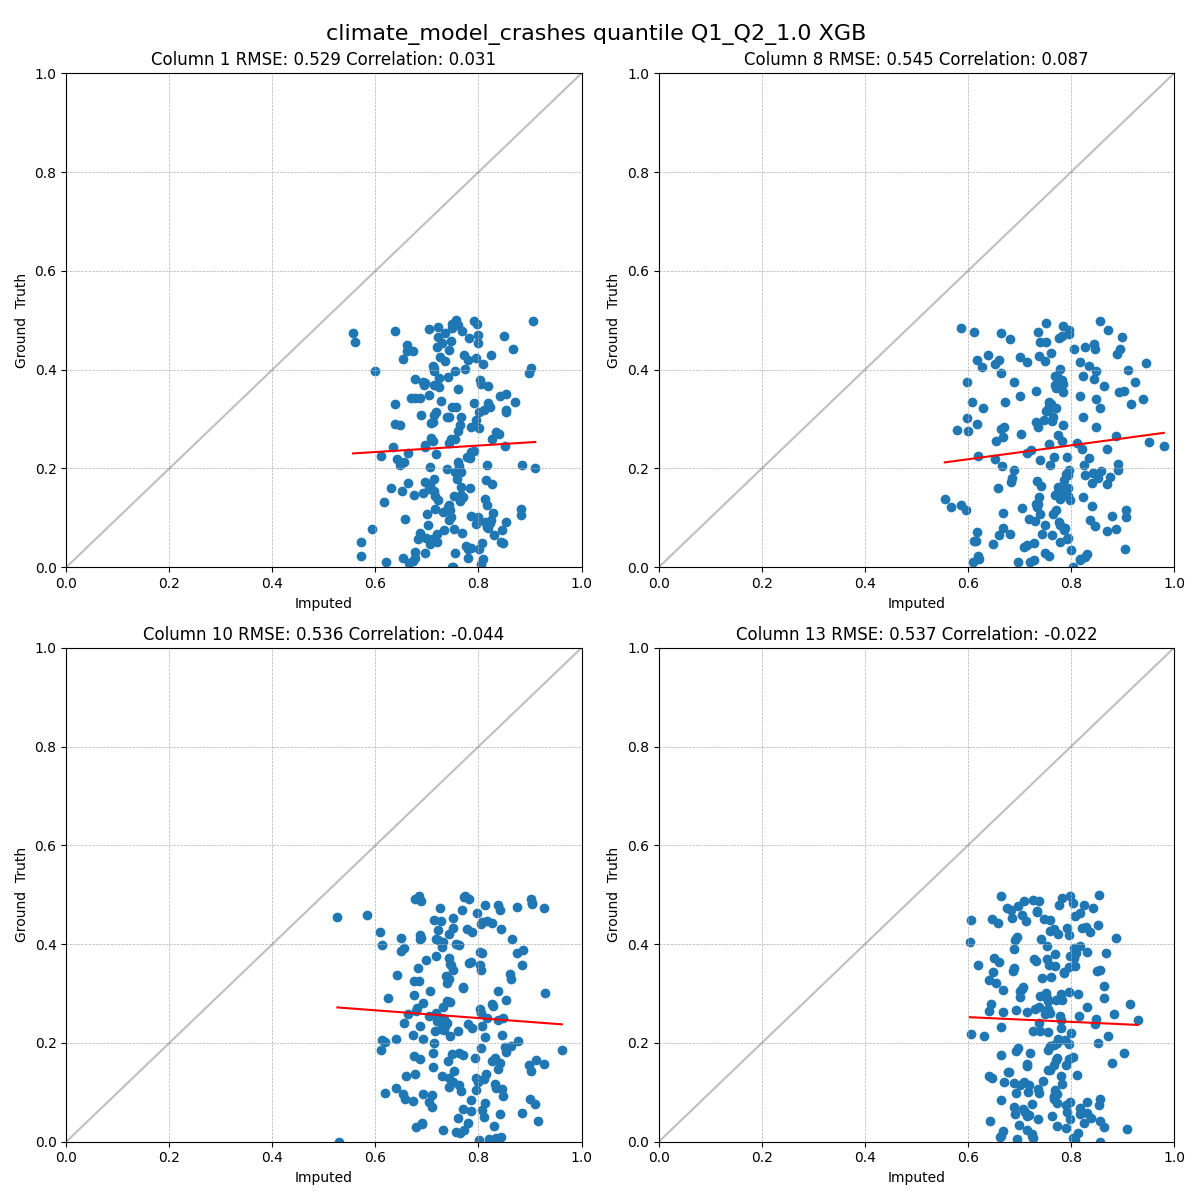 climate_model_crashes quantile Q1_Q2_1.0 XGB
Column 1 RMSE: 0.529 Correlation: 0.031
1.0
0.8
0.6
0.4
0.2
0.0
Ground Truth
0.0 0.2 0.4 0.6 0.8 1.0
Imputed
Column 8 RMSE: 0.545 Correlation: 0.087
1.0
0.8
0.6
0.4
0.2
0.0
Ground Truth
0.0 0.2 0.4 0.6 0.8 1.0
Imputed
Column 10 RMSE: 0.536 Correlation: -0.044
1.0
0.8
0.6
0.4
0.2
0.0
Ground Truth
0.0 0.2 0.4 0.6 0.8 1.0
Imputed
Column 13 RMSE: 0.537 Correlation: -0.022
1.0
0.8
0.6
0.4
0.2
0.0
Ground Truth
0.0 0.2 0.4 0.6 0.8 1.0
Imputed